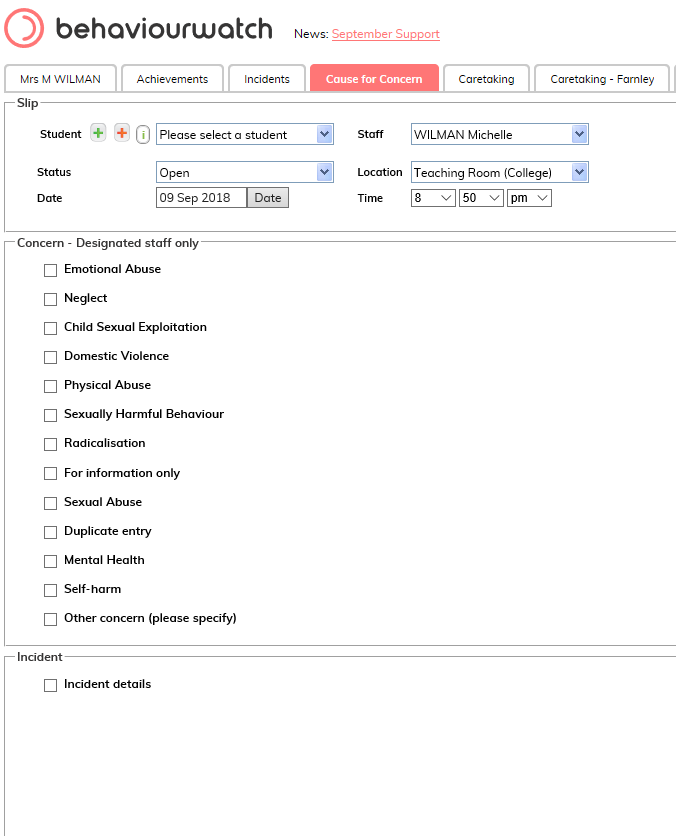 behaviourwatch
News: September Support
Mrs M WILMAN Achievements Incidents Cause for Concern Caretaking Caretaking - Farnley
Slip
Student i Please select a student Staff WILMAN Michelle
Status Open Location Teaching Room (College)
Date 09 Sep 2018 Date Time 8 50 pm
Concern - Designated staff only
Emotional Abuse
Neglect
Child Sexual Exploitation
Domestic Violence
Physical Abuse
Sexually Harmful Behaviour
Radicalisation
For information only
Sexual Abuse
Duplicate entry
Mental Health
Self-harm
Other concern (please specify)
Incident
Incident details